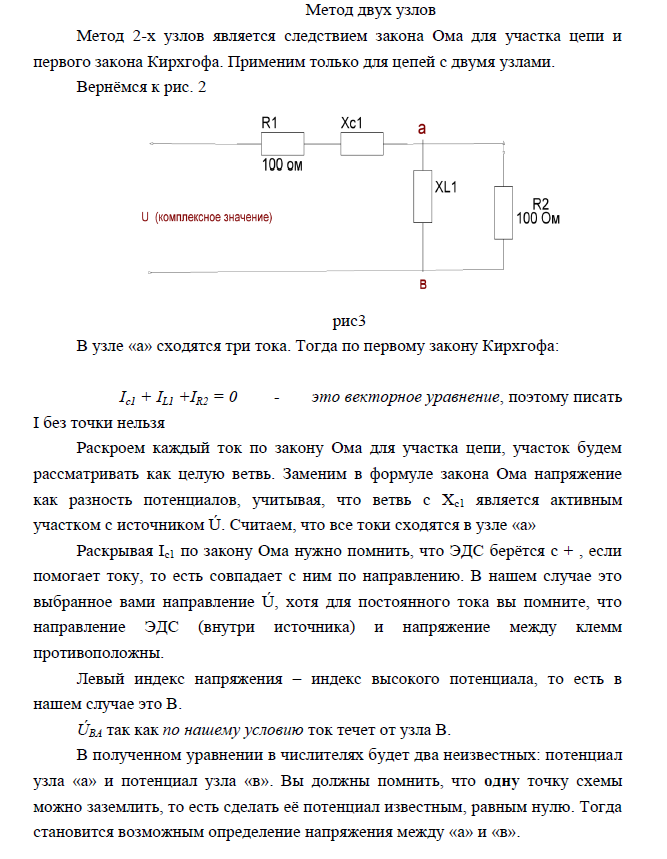 Метод двух узлов
Метод 2-х узлов является следствием закона Ома для участка цепи и
первого закона Кирхгофа. Применим только для цепей с двумя узлами.
Вернёмся к рис. 2
R1
Xc1
а
100 ом
XL1
R2
100 Ом
U (комплексное значение)
в
рис3
В узле «а» сходятся три тока. Тогда по первому закону Кирхгофа:
Ic1 + IL1 +IR2 = 0 - это векторное уравнение, поэтому писать
I без точки нельзя
Раскроем каждый ток по закону Ома для участка цепи, участок будем
рассматривать как целую ветвь. Заменим в формуле закона Ома напряжение
как разность потенциалов, учитывая, что ветвь с Xc1 является активным
участком с источником Ú. Считаем, что все токи сходятся в узле «а»
Раскрывая Ic1 по закону Ома нужно помнить, что ЭДС берётся с + , если
помогает току, то есть совпадает с ним по направлению. В нашем случае это
выбранное вами направление Ú, хотя для постоянного тока вы помните, что
направление ЭДС (внутри источника) и напряжение между клемм
противоположны.
Левый индекс напряжения – индекс высокого потенциала, то есть в
нашем случае это В.
ÚВА так как по нашему условию ток течет от узла В.
В полученном уравнении в числителях будет два неизвестных: потенциал
узла «а» и потенциал узла «в». Вы должны помнить, что одну точку схемы
можно заземлить, то есть сделать её потенциал известным, равным нулю. Тогда
становится возможным определение напряжения между «а» и «в».